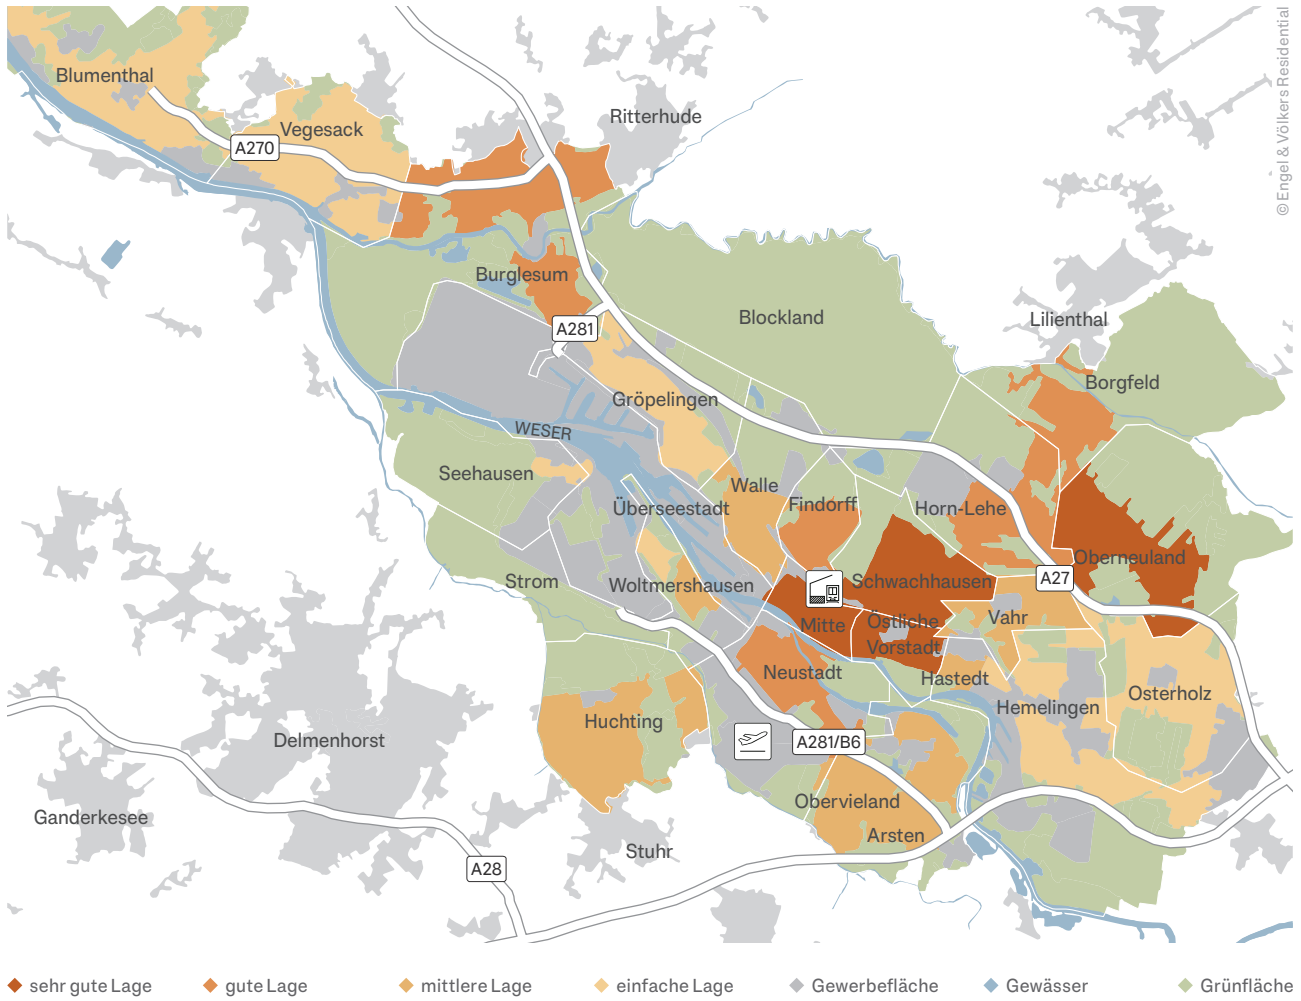 © Engel & Völkers Residential
Blumenthal
Ritterhude
Vegesack
A270
Burglesum
Blockland
Lilienthal
A281
Borgfeld
Gröpelingen
WESER
Seehausen
Walle
Findorff
Überseestadt
Horn-Lehe
Oberneuland
Strom
Woltmershausen
Schwachhausen
A27
Mitte
Östliche
Vorstadt
Vahr
Neustadt
Hastedt
Osterholz
Hemelingen
Huchting
Delmenhorst
A281/B6
Obervieland
Ganderkesee
Arsten
Stuhr
A28
sehr gute Lage
gute Lage
mittlere Lage
einfache Lage
Gewerbefläche
Gewässer
Grünfläche